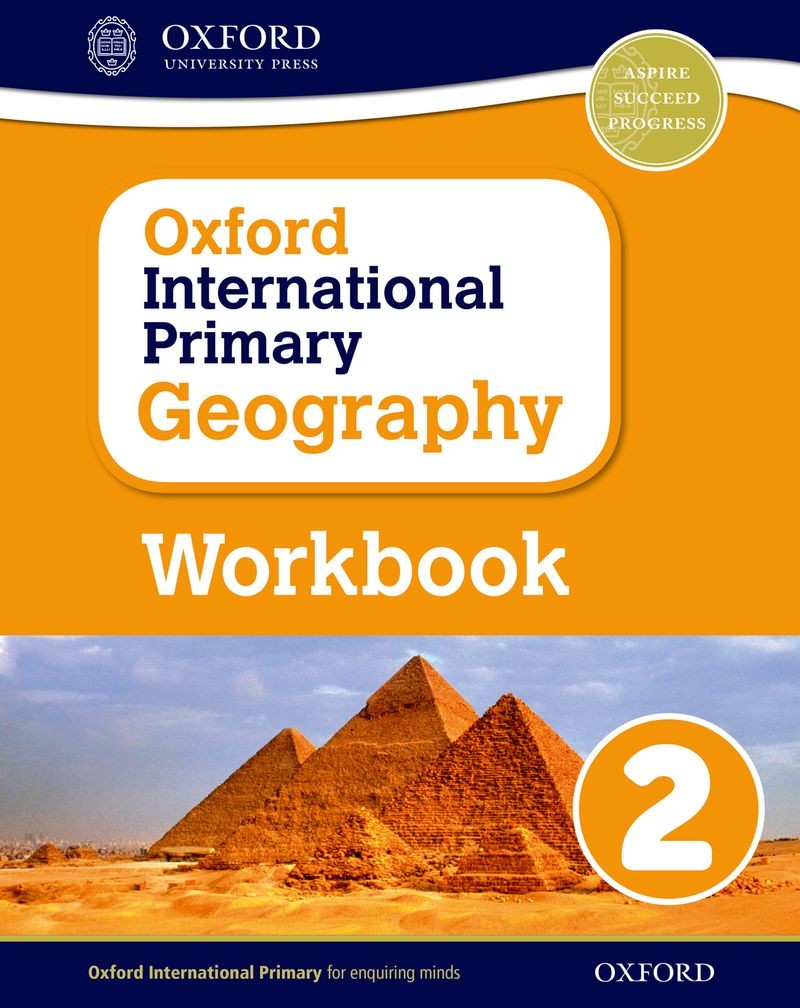 OXFORD
UNIVERSITY PRESS
ASPIRE
SUCCEED
PROGRESS
Oxford
International
Primary
Geography
Workbook
2
Oxford International Primary for enquiring minds
OXFORD